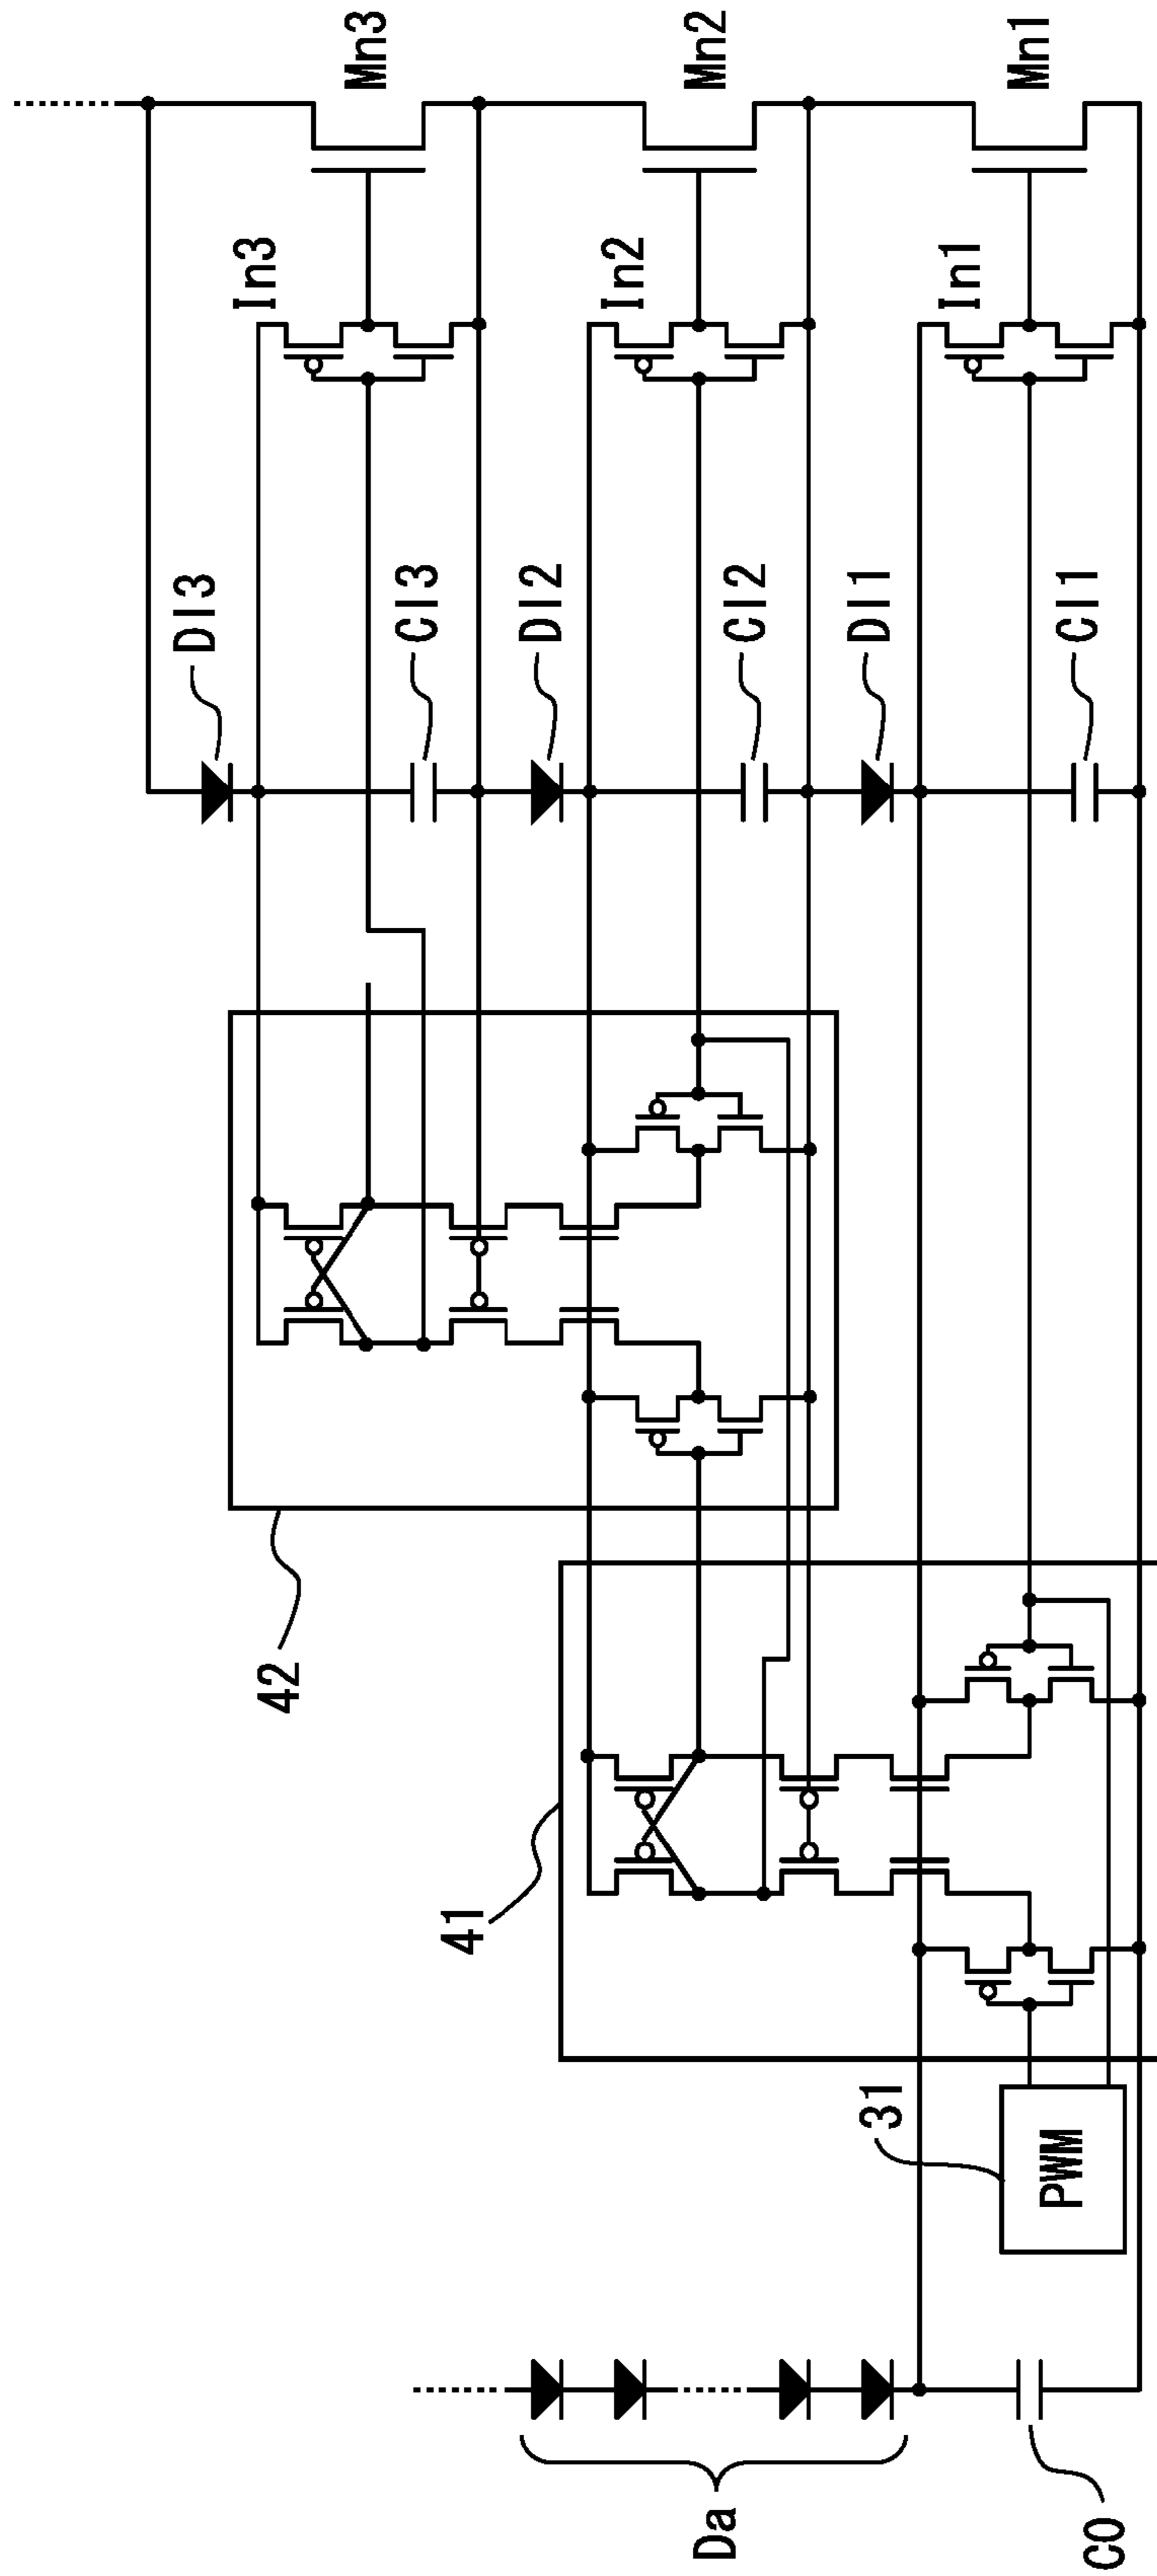 Mn3
Mn2
Mn1
In3
In2
In1
DI3
CI3
DI2
CI2
DI1
CI1
42
41
31
PWM
Da
C0